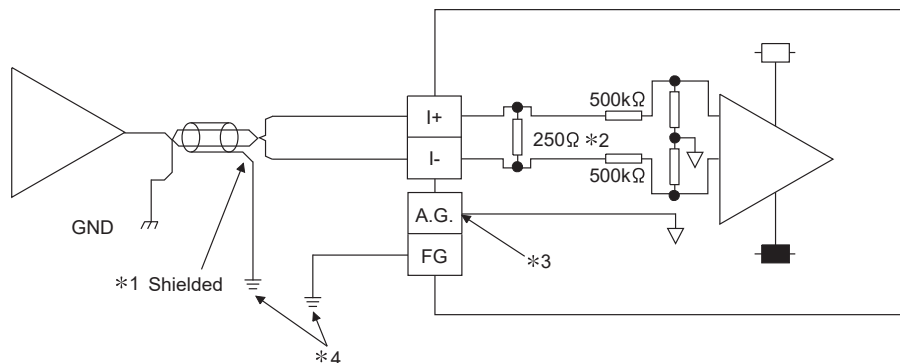 I+
I-
A.G.
FG
500kΩ
250Ω *2
500kΩ
*3
GND
*1 Shielded
*4